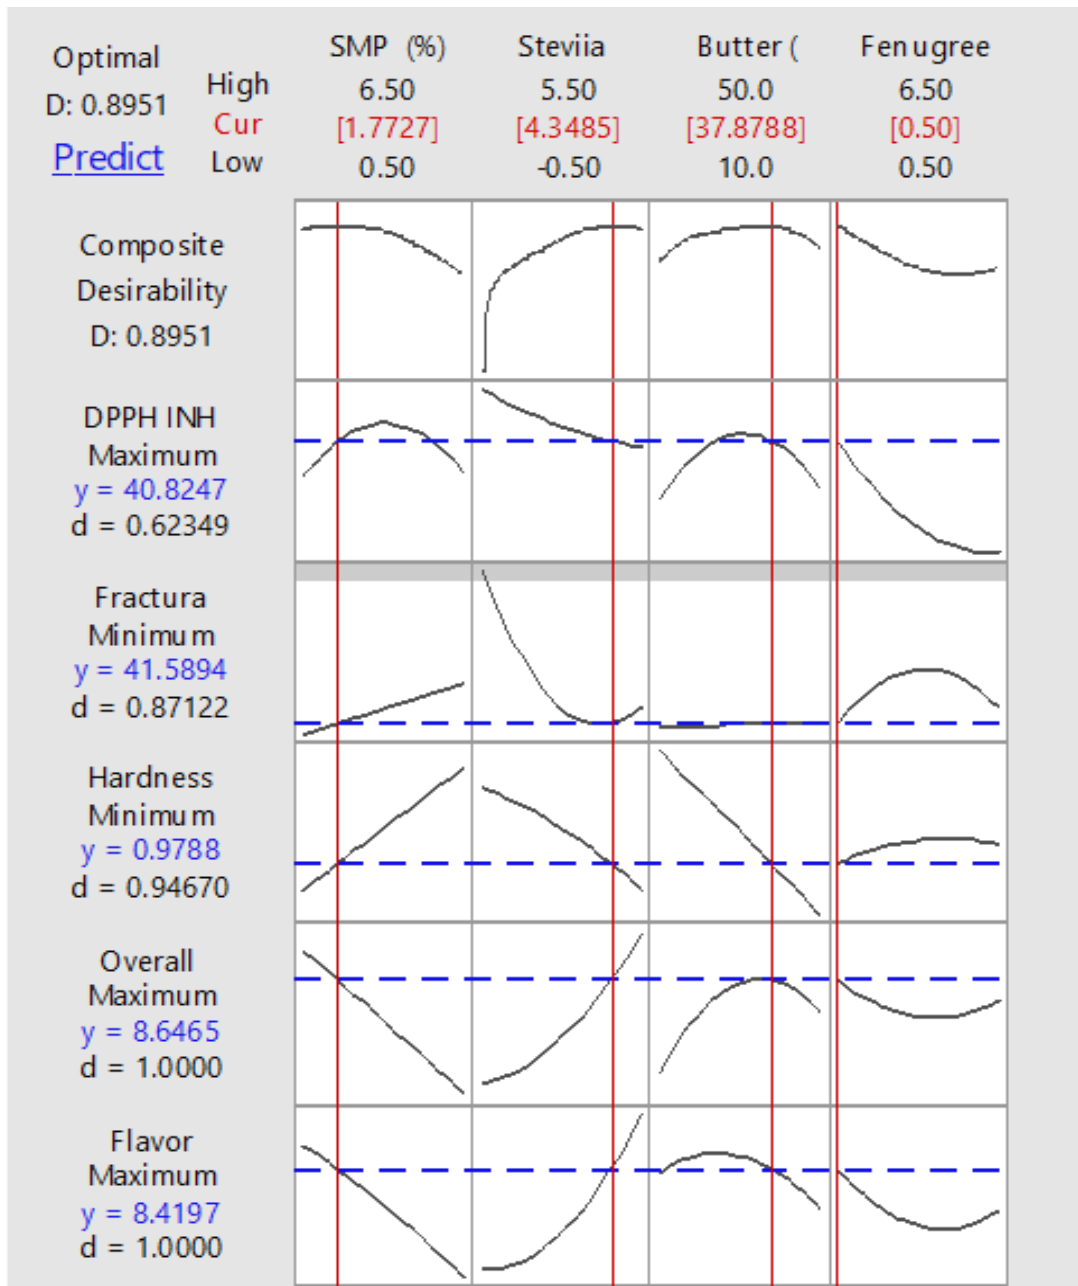 Optimal
D: 0.8951
Predict
High
Cur
Low
SMP (%)
6.50
[1.7727]
0.50
Steviia
5.50
[4.3485]
-0.50
Butter (
50.0
[37.8788]
10.0
Fenugree
6.50
[0.50]
0.50
Composite
Desirability
D: 0.8951
DPPH INH
Maximum
y = 40.8247
d = 0.62349
Fractura
Minimum
y = 41.5894
d = 0.87122
Hardness
Minimum
y = 0.9788
d = 0.94670
Overall
Maximum
y = 8.6465
d = 1.0000
Flavor
Maximum
y = 8.4197
d = 1.0000